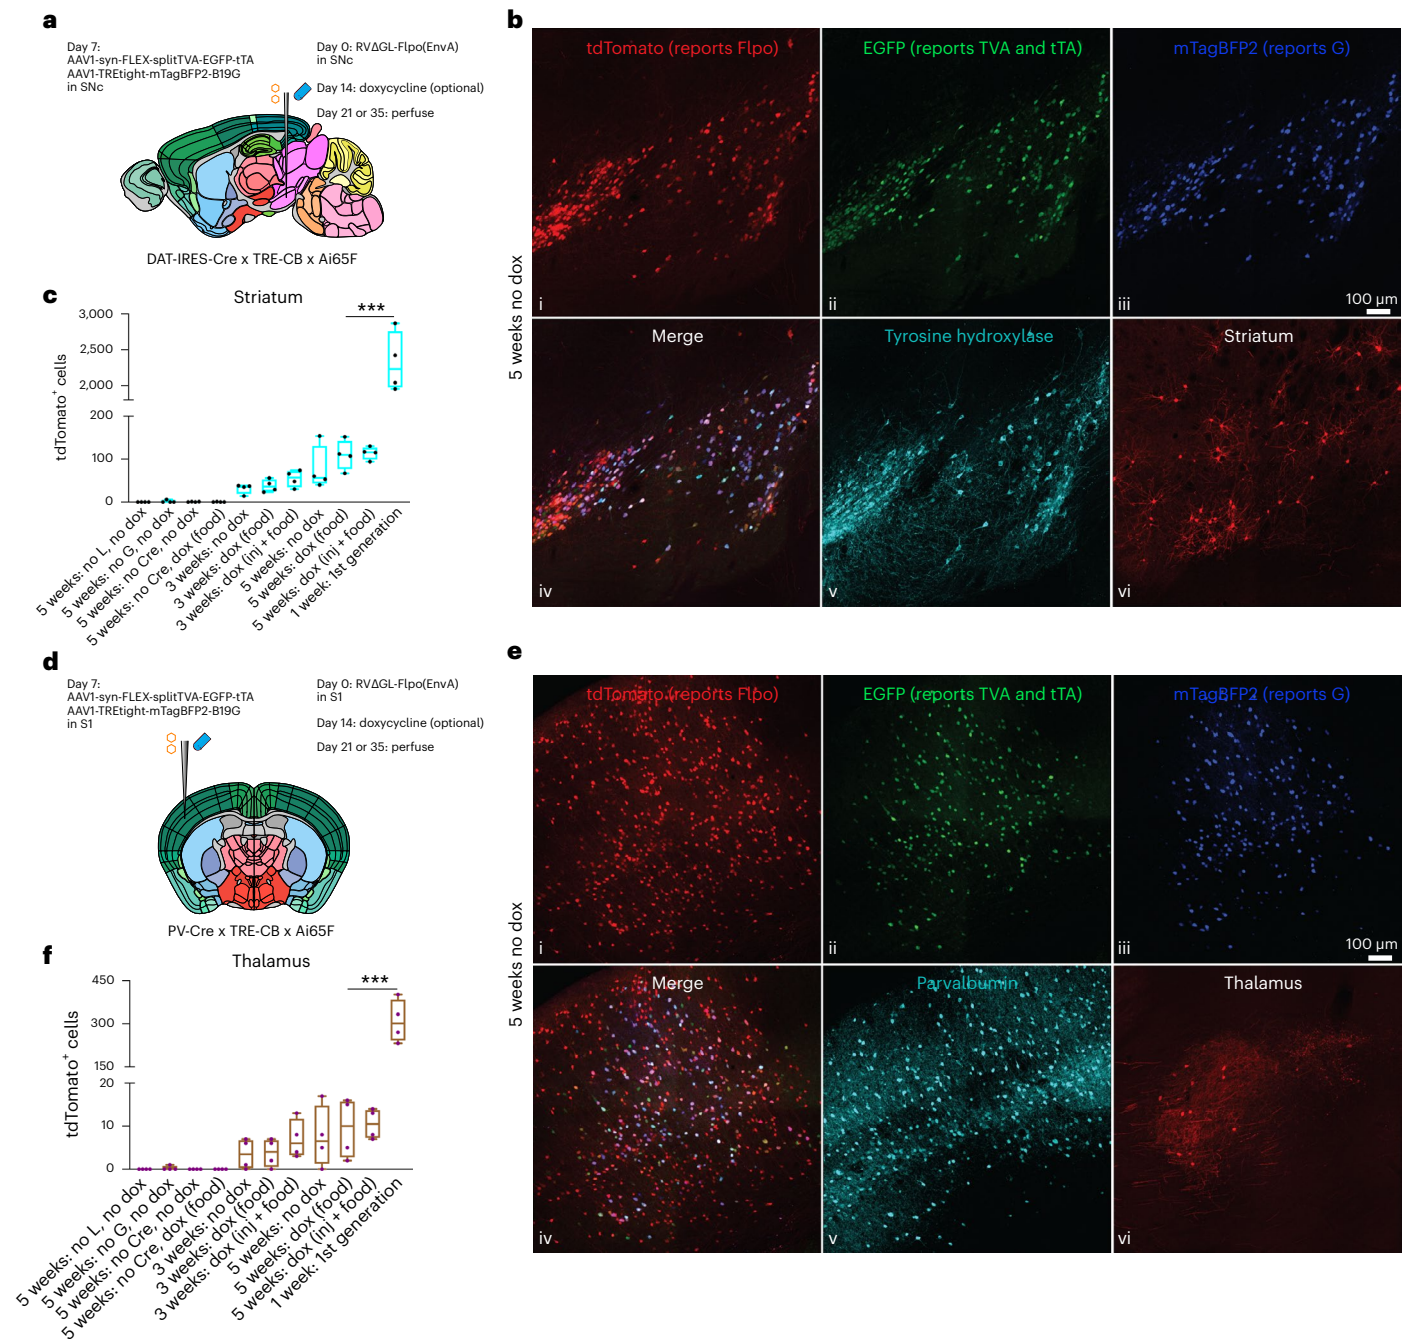 a
Day 7:
AAV1-syn-FLEX-splitTVA-EGFP-tTA
AAV1-TREtight-mTagBFP2-B19G
in SNc
Day 0: RVΔGL-Flpo(EnvA)
in SNc
Day 14: doxycycline (optional)
Day 21 or 35: perfuse
DAT-IRES-Cre x TRE-CB x Ai65F
b
5 weeks no dox
tdTomato (reports Flpo)
i
EGFP (reports TVA and tTA)
ii
mTagBFP2 (reports G)
iii
100 µm
Merge
iv
Tyrosine hydroxylase
v
Striatum
vi
c
Striatum
***
tdTomato+ cells
3,000
2,500
2,000
200
100
0
5 weeks: no L, no dox
5 weeks: no G, no dox
5 weeks: no Cre, no dox
5 weeks: no Cre, dox (food)
3 weeks: no dox
3 weeks: dox (food)
3 weeks: dox (inj + food)
5 weeks: no dox
5 weeks: dox (food)
5 weeks: dox (inj + food)
1 week: 1st generation
d
Day 7:
AAV1-syn-FLEX-splitTVA-EGFP-tTA
AAV1-TREtight-mTagBFP2-B19G
in S1
Day 0: RVΔGL-Flpo(EnvA)
in S1
Day 14: doxycycline (optional)
Day 21 or 35: perfuse
PV-Cre x TRE-CB x Ai65F
e
5 weeks no dox
tdTomato (reports Flpo)
i
EGFP (reports TVA and tTA)
ii
mTagBFP2 (reports G)
iii
100 µm
Merge
iv
Parvalbumin
v
Thalamus
vi
f
Thalamus
***
tdTomato+ cells
450
300
150
20
10
0
5 weeks: no L, no dox
5 weeks: no G, no dox
5 weeks: no Cre, no dox
5 weeks: no Cre, dox (food)
3 weeks: no dox
3 weeks: dox (food)
3 weeks: dox (inj + food)
5 weeks: no dox
5 weeks: dox (food)
5 weeks: dox (inj + food)
1 week: 1st generation